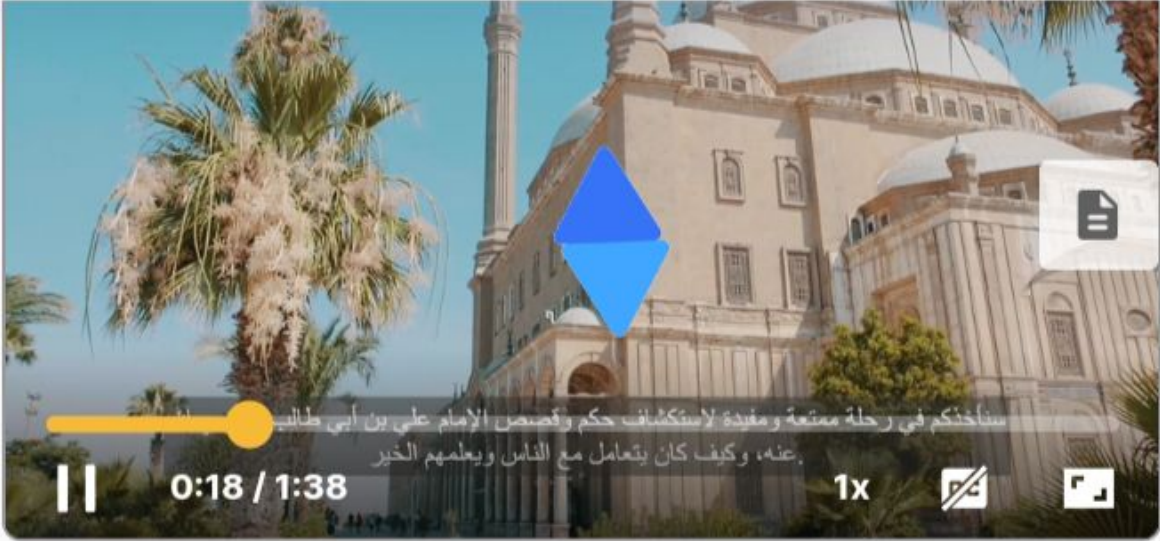 سنأخذكم في رحلة ممتعة ومفيدة لاستكشاف حكم وقصص الإمام علي بن أبي طالب
عنه، وكيف كان يتعامل مع الناس ويعلمهم الخير.
0:18 / 1:38
1x